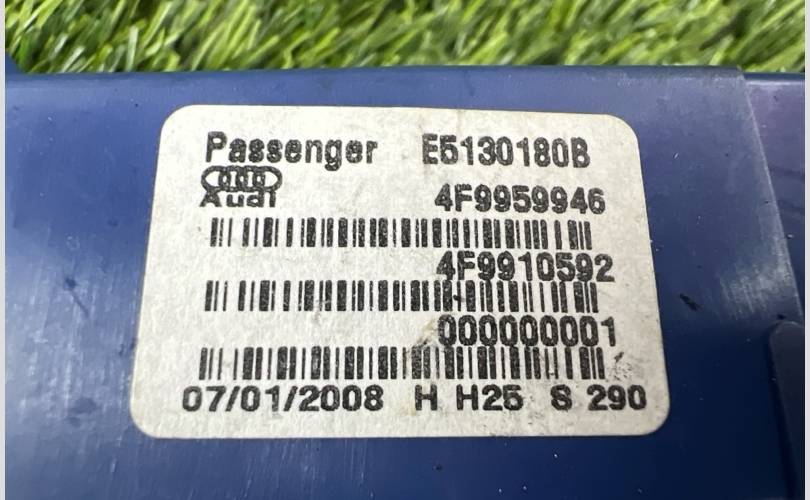 Passenger E5130180B
Audi 4F9959946
4F9910592
000000001
07/01/2008 H H25 S 290